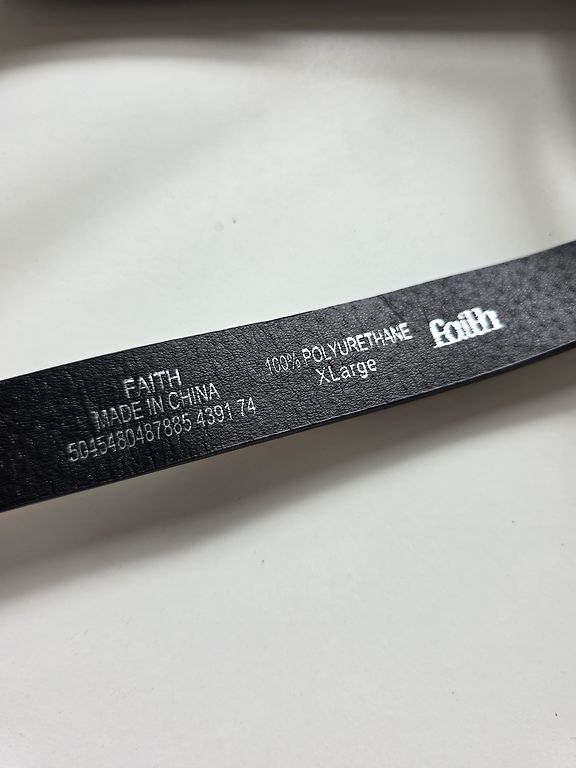 FAITH
MADE IN CHINA
5045480487885 4391 74
100% POLYURETHANE
XLarge
faith